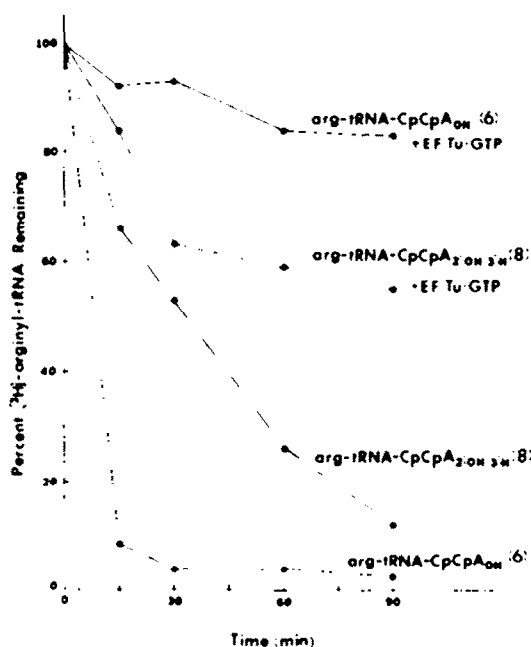 100
80
60
40
20
0
Percent [³H]-arginyl-tRNA Remaining
arg-tRNA-CpCpA_OH (6)
+EF Tu·GTP
arg-tRNA-CpCpA_2'OH 3'H (8)
+EF Tu·GTP
arg-tRNA-CpCpA_2'OH 3'H (8)
arg-tRNA-CpCpA_OH (6)
0
30
60
90
Time (min)